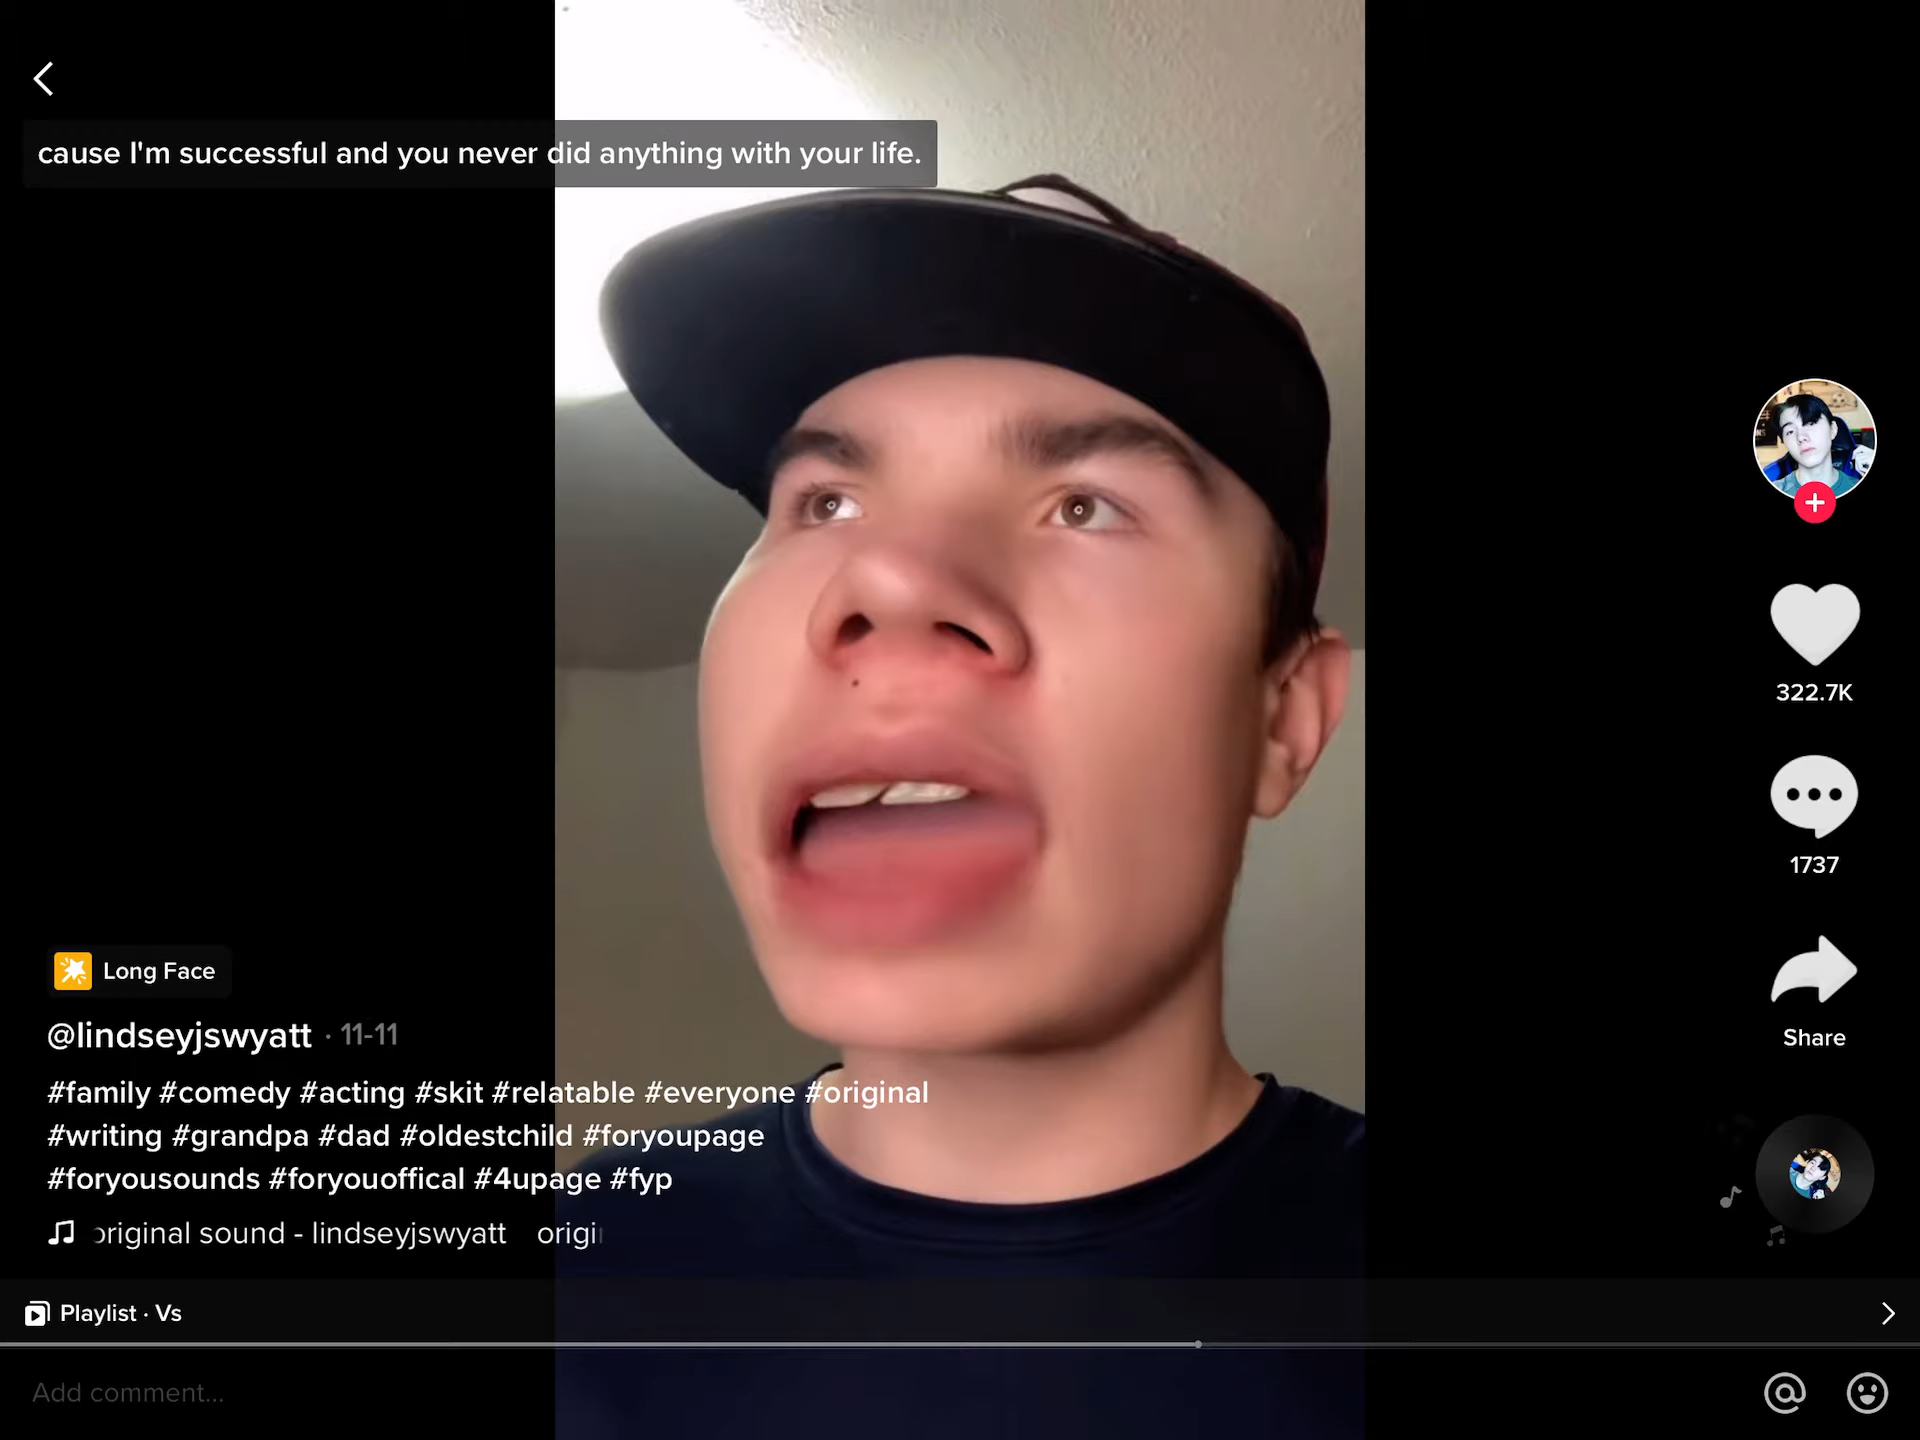 cause I'm successful and you never did anything with your life.
322.7K
1737
Share
Long Face
@lindseyjswyatt · 11-11
#family #comedy #acting #skit #relatable #everyone #original
#writing #grandpa #dad #oldestchild #foryoupage
#foryousounds #foryouoffical #4upage #fyp
original sound - lindseyjswyatt origi
Playlist · Vs
Add comment...